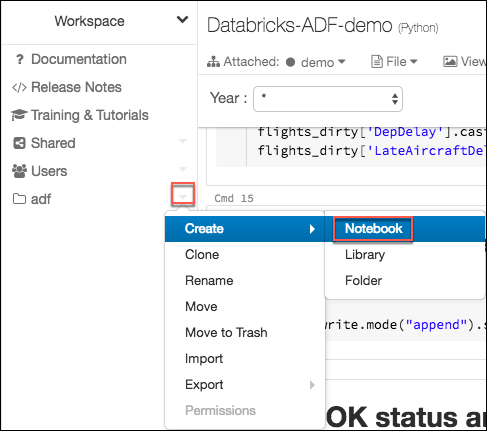 Workspace
Documentation
Release Notes
Training & Tutorials
Shared
Users
adf
Databricks-ADF-demo (Python)
Attached: demo File View
Year : *
flights_dirty['DepDelay'].cas
flights_dirty['LateAircraftDel
Cmd 15
Create
Clone
Rename
Move
Move to Trash
Import
Export
Permissions
Notebook
Library
Folder
write.mode("append").s
OK status a